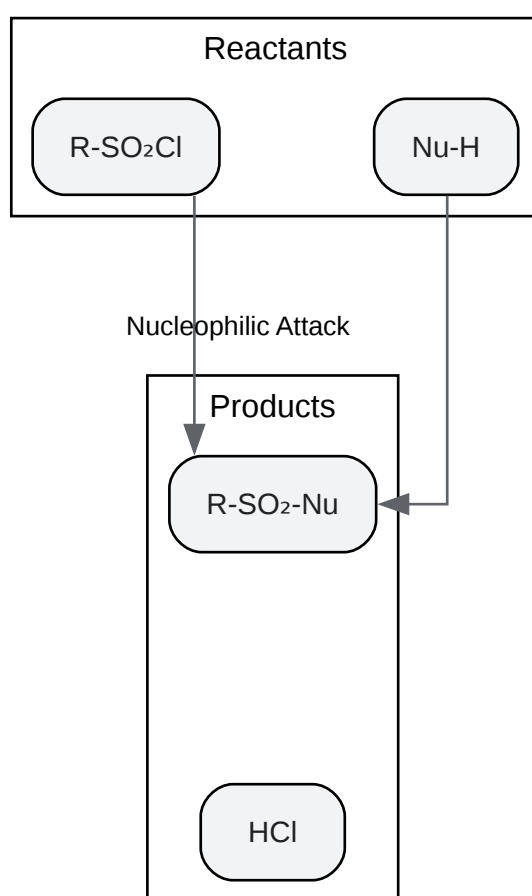 Reactants
R-SO₂Cl
Nu-H
Nucleophilic Attack
Products
R-SO₂-Nu
HCl